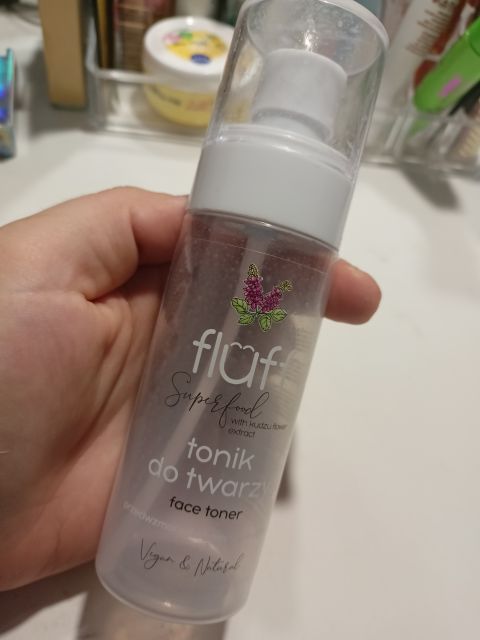 fluff
Superfood
with kudzu flower
extract
tonik
do twarzy
face toner
Vegan & Natural